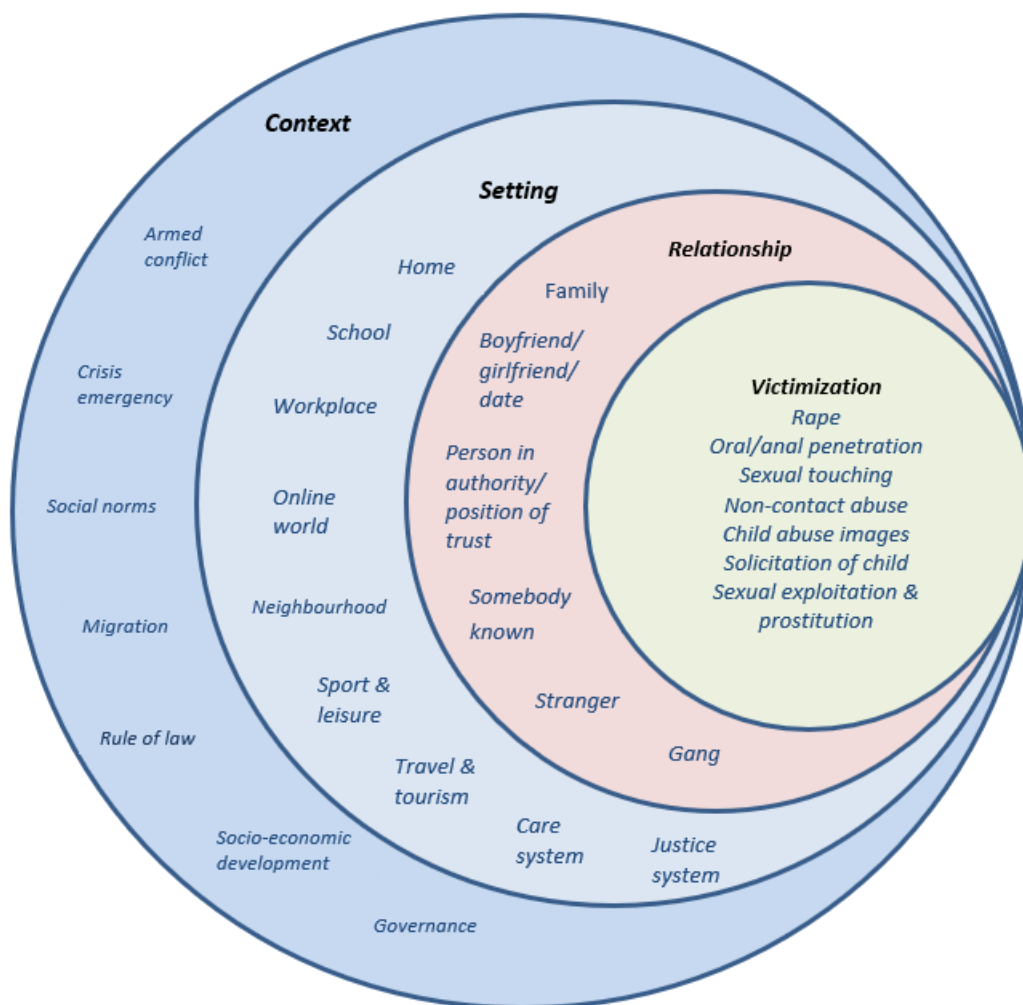 Context
Armed
conflict
Crisis
emergency
Social norms
Migration
Rule of law
Socio-economic
development
Governance
Setting
Home
School
Workplace
Online
world
Neighbourhood
Sport &
leisure
Travel &
tourism
Care
system
Justice
system
Relationship
Family
Boyfriend/
girlfriend/
date
Person in
authority/
position of
trust
Somebody
known
Stranger
Gang
Victimization
Rape
Oral/anal penetration
Sexual touching
Non-contact abuse
Child abuse images
Solicitation of child
Sexual exploitation &
prostitution